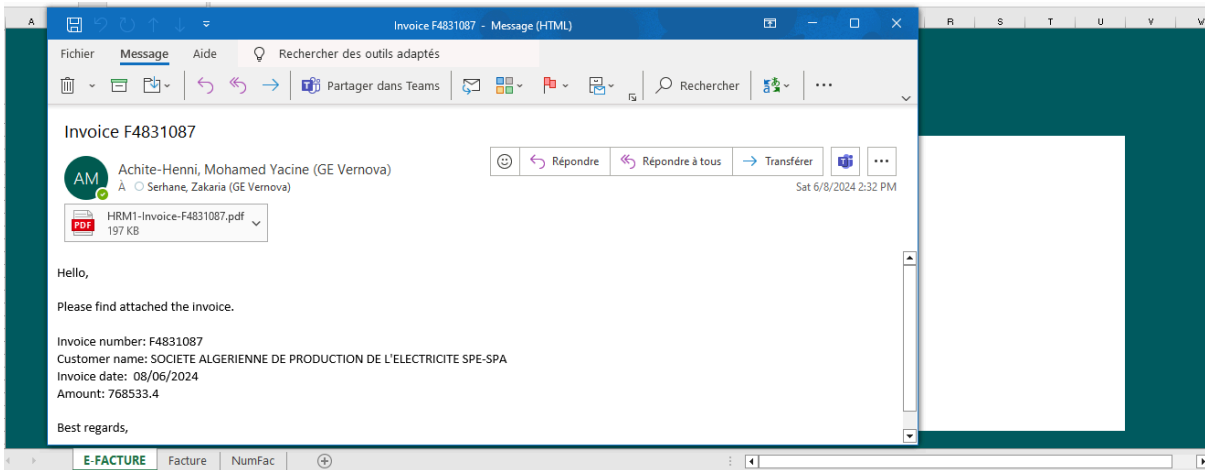 A
Invoice F4831087 - Message (HTML)
R S T U V W
Fichier Message Aide Rechercher des outils adaptés
Partager dans Teams Rechercher
Invoice F4831087
AM
Achite-Henni, Mohamed Yacine (GE Vernova)
À Serhane, Zakaria (GE Vernova)
Répondre Répondre à tous Transférer
Sat 6/8/2024 2:32 PM
PDF
HRM1-Invoice-F4831087.pdf
197 KB
Hello,
Please find attached the invoice.
Invoice number: F4831087
Customer name: SOCIETE ALGERIENNE DE PRODUCTION DE L'ELECTRICITE SPE-SPA
Invoice date: 08/06/2024
Amount: 768533.4
Best regards,
E-FACTURE Facture NumFac